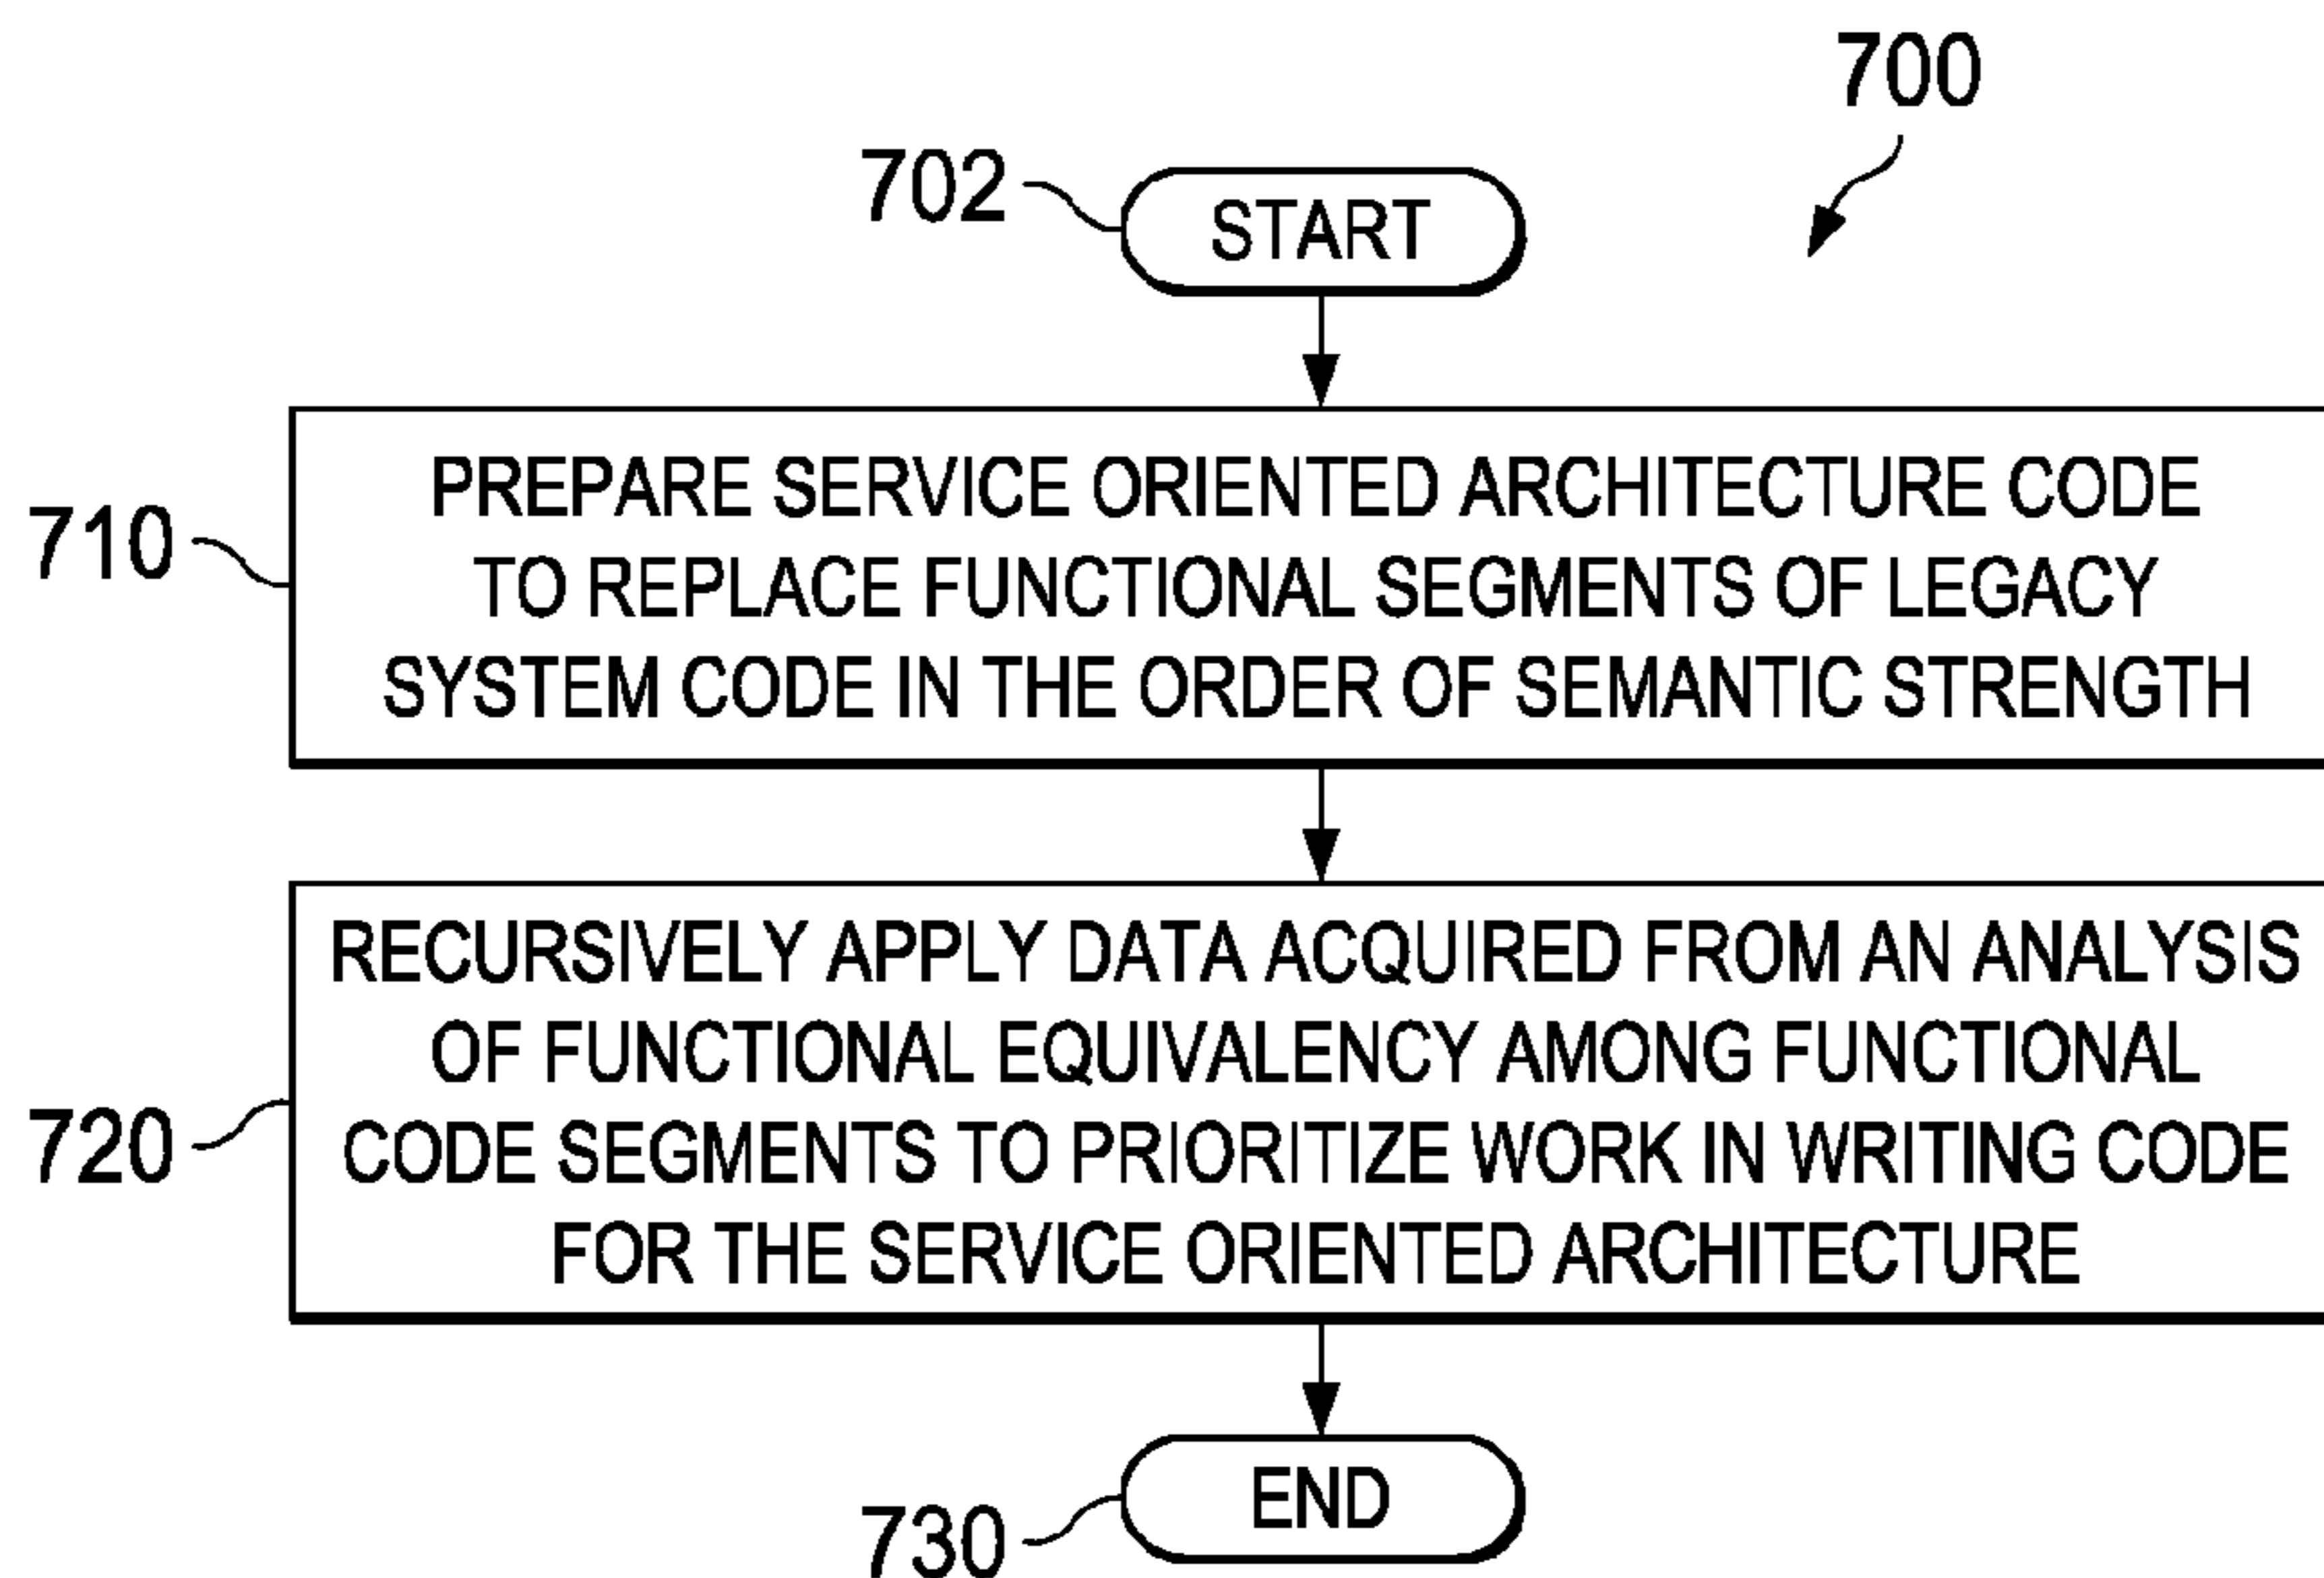 700
702
START
710
PREPARE SERVICE ORIENTED ARCHITECTURE CODE
TO REPLACE FUNCTIONAL SEGMENTS OF LEGACY
SYSTEM CODE IN THE ORDER OF SEMANTIC STRENGTH
720
RECURSIVELY APPLY DATA ACQUIRED FROM AN ANALYSIS
OF FUNCTIONAL EQUIVALENCY AMONG FUNCTIONAL
CODE SEGMENTS TO PRIORITIZE WORK IN WRITING CODE
FOR THE SERVICE ORIENTED ARCHITECTURE
730
END